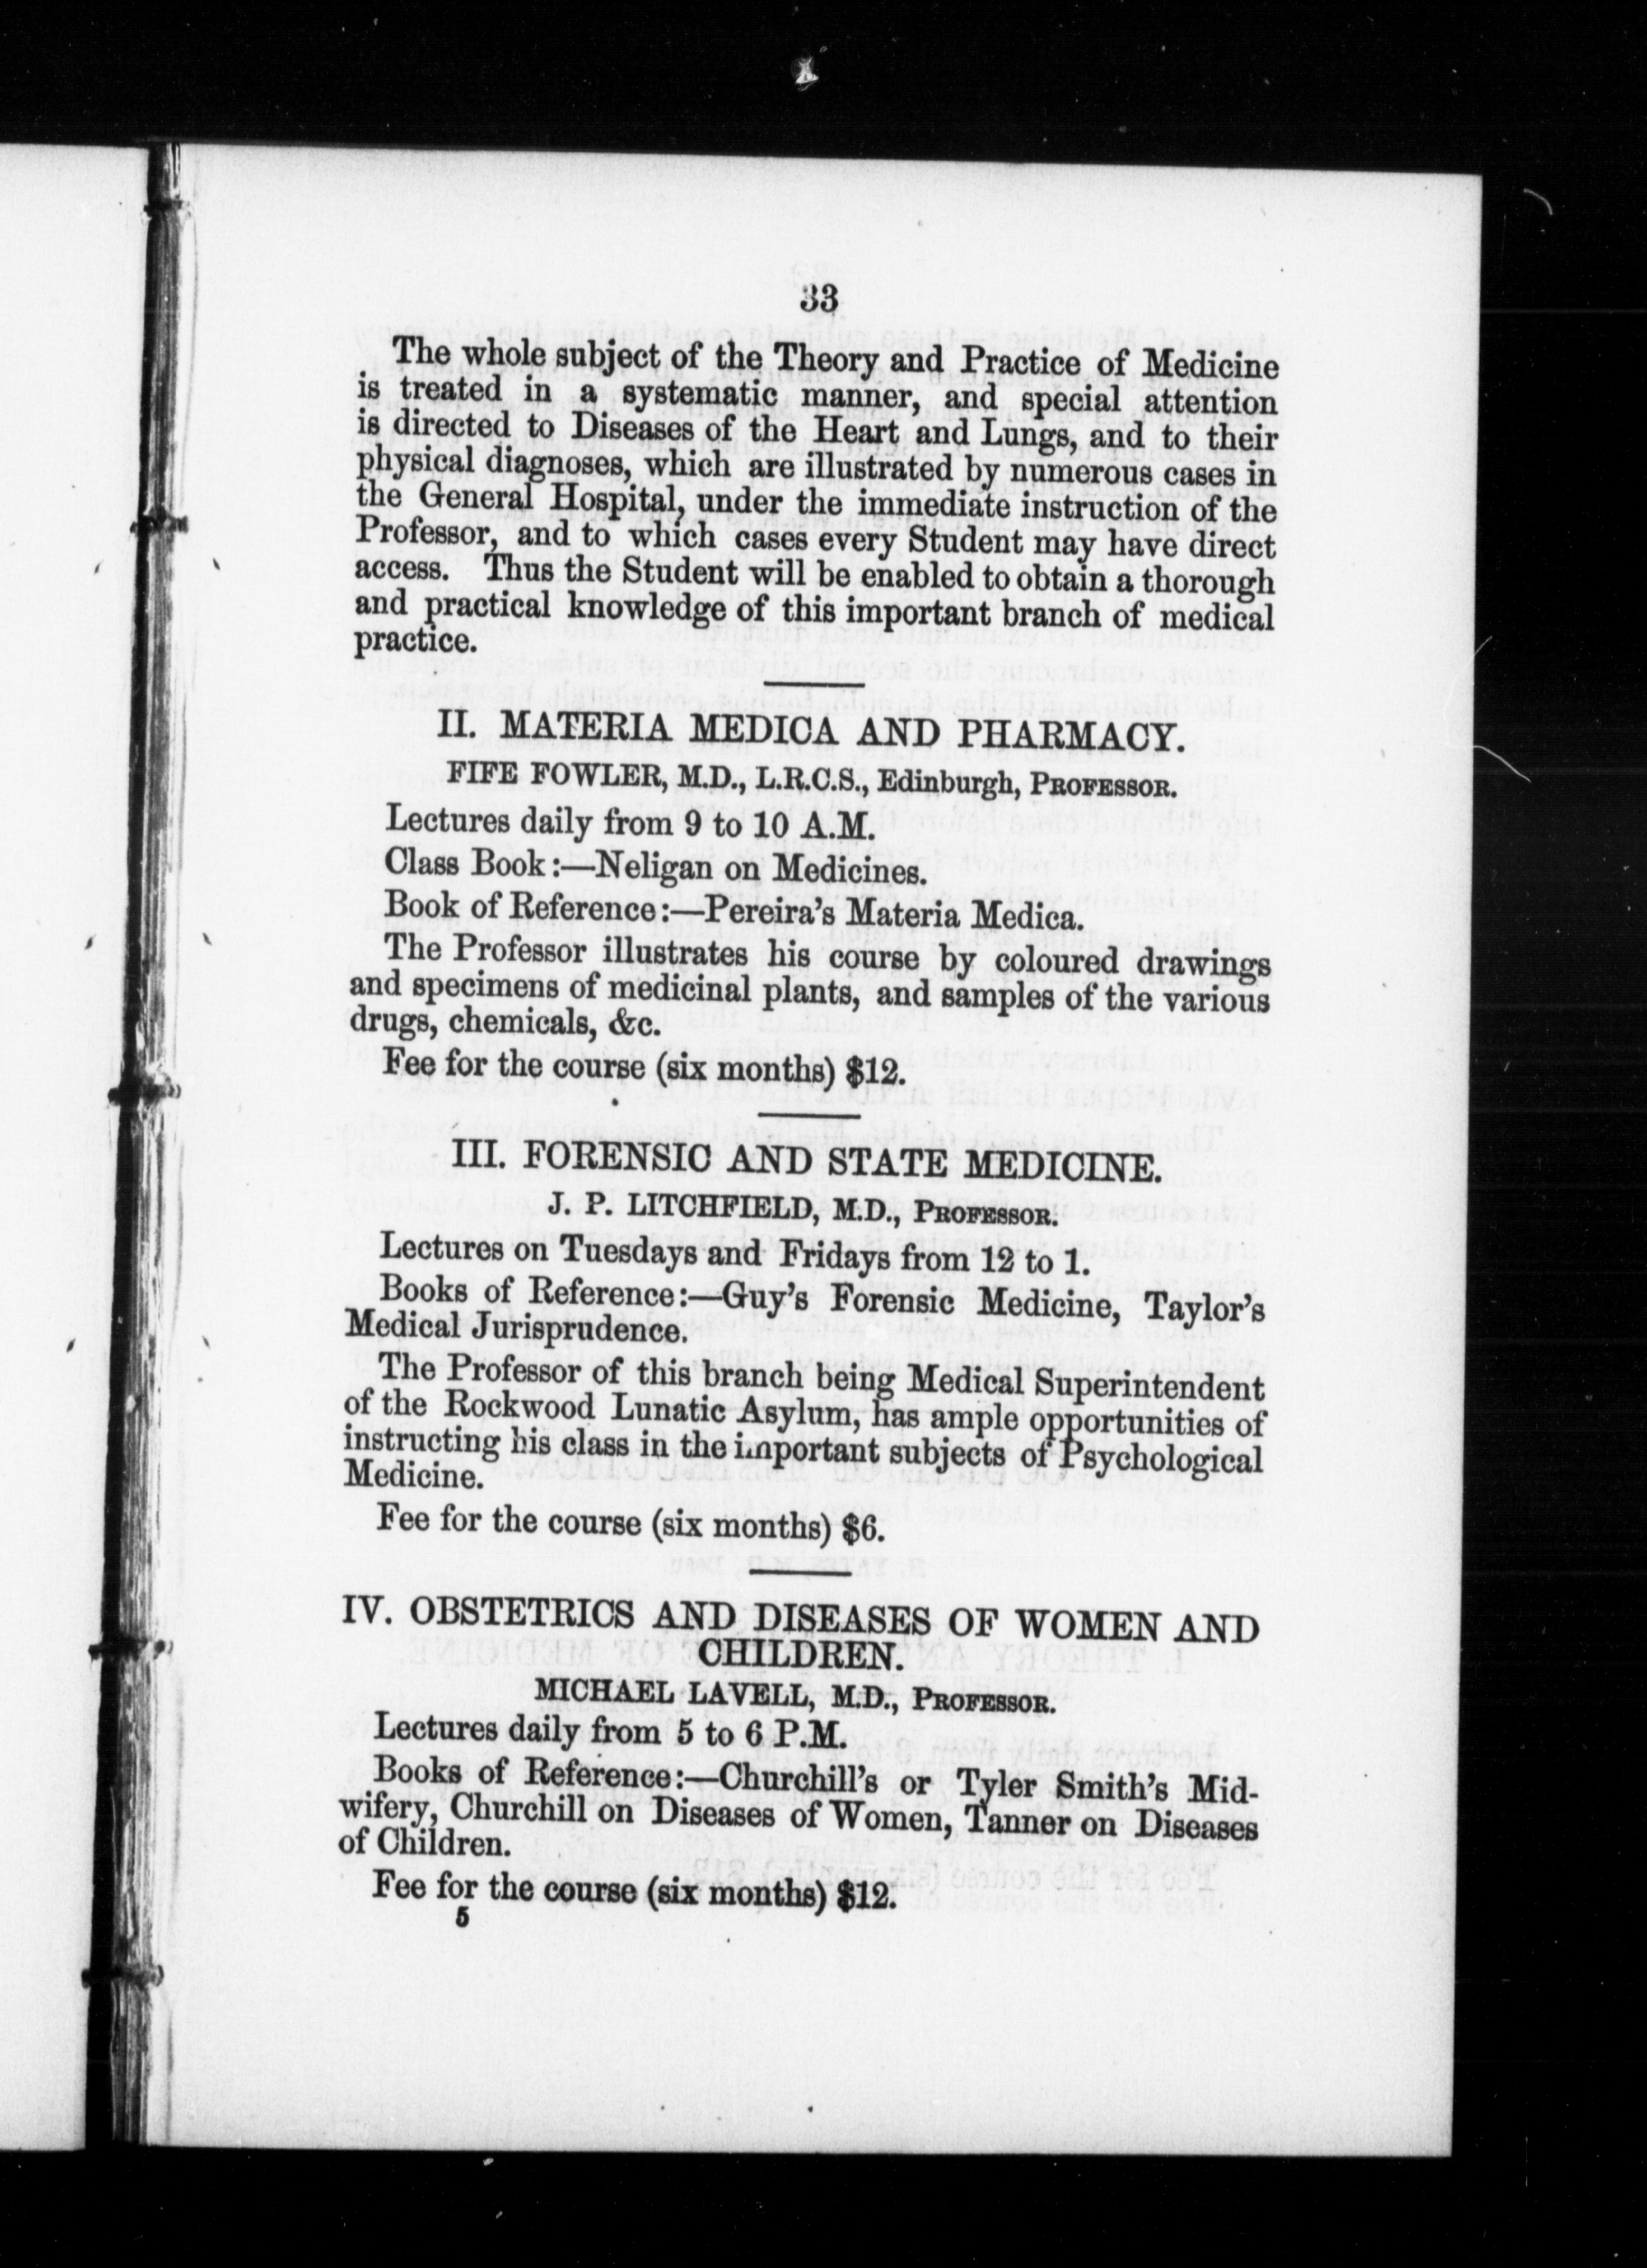 33
The whole subject of the Theory and Practice of Medicine
is treated in a systematic manner, and special attention
is directed to Diseases of the Heart and Lungs, and to their
physical diagnoses, which are illustrated by numerous cases in
the General Hospital, under the immediate instruction of the
Professor, and to which cases every Student may have direct
access. Thus the Student will be enabled to obtain a thorough
and practical knowledge of this important branch of medical
practice.
II. MATERIA MEDICA AND PHARMACY.
FIFE FOWLER, M.D., L.R.C.S., Edinburgh, PROFESSOR.
Lectures daily from 9 to 10 A.M.
Class Book:—Neligan on Medicines.
Book of Reference:—Pereira's Materia Medica.
The Professor illustrates his course by coloured drawings
and specimens of medicinal plants, and samples of the various
drugs, chemicals, &c.
Fee for the course (six months) $12.
III. FORENSIC AND STATE MEDICINE.
J. P. LITCHFIELD, M.D., PROFESSOR.
Lectures on Tuesdays and Fridays from 12 to 1.
Books of Reference:—Guy's Forensic Medicine, Taylor's
Medical Jurisprudence.
The Professor of this branch being Medical Superintendent
of the Rockwood Lunatic Asylum, has ample opportunities of
instructing his class in the important subjects of Psychological
Medicine.
Fee for the course (six months) $6.
IV. OBSTETRICS AND DISEASES OF WOMEN AND
CHILDREN.
MICHAEL LAVELL, M.D., PROFESSOR.
Lectures daily from 5 to 6 P.M.
Books of Reference:—Churchill's or Tyler Smith's Mid-
wifery, Churchill on Diseases of Women, Tanner on Diseases
of Children.
Fee for the course (six months) $12.
5